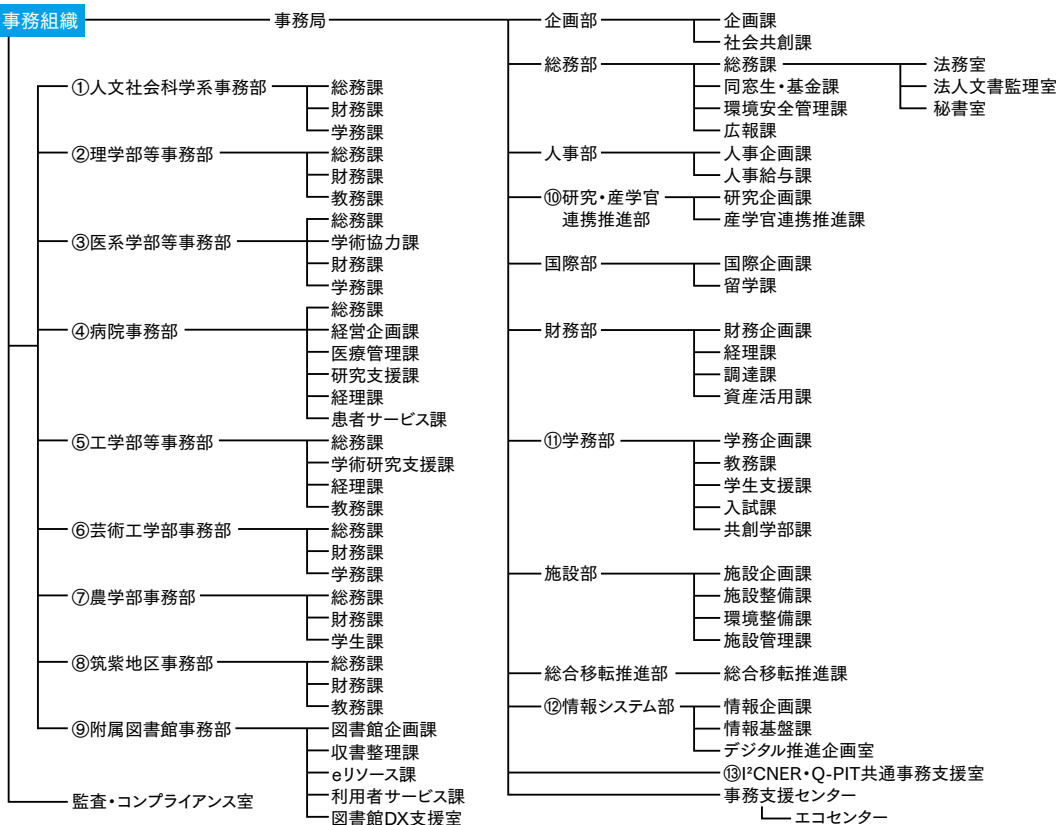 事務組織
事務局
①人文社会科学系事務部
総務課
財務課
学務課
②理学部等事務部
総務課
財務課
教務課
③医系学部等事務部
総務課
学術協力課
財務課
学務課
④病院事務部
総務課
経営企画課
医療管理課
研究支援課
経理課
患者サービス課
⑤工学部等事務部
総務課
学術研究支援課
経理課
教務課
⑥芸術工学部事務部
総務課
財務課
学務課
⑦農学部事務部
総務課
財務課
学生課
⑧筑紫地区事務部
総務課
財務課
教務課
⑨附属図書館事務部
図書館企画課
収書整理課
eリソース課
利用者サービス課
図書館DX支援室
監査・コンプライアンス室
企画部
企画課
社会共創課
総務部
総務課
法務室
法人文書監理室
秘書室
同窓生・基金課
環境安全管理課
広報課
人事部
人事企画課
人事給与課
⑩研究・産学官
連携推進部
研究企画課
産学官連携推進課
国際部
国際企画課
留学課
財務部
財務企画課
経理課
調達課
資産活用課
⑪学務部
学務企画課
教務課
学生支援課
入試課
共創学部課
施設部
施設企画課
施設整備課
環境整備課
施設管理課
総合移転推進部
総合移転推進課
⑫情報システム部
情報企画課
情報基盤課
デジタル推進企画室
⑬I²CNER・Q-PIT共通事務支援室
事務支援センター
エコセンター